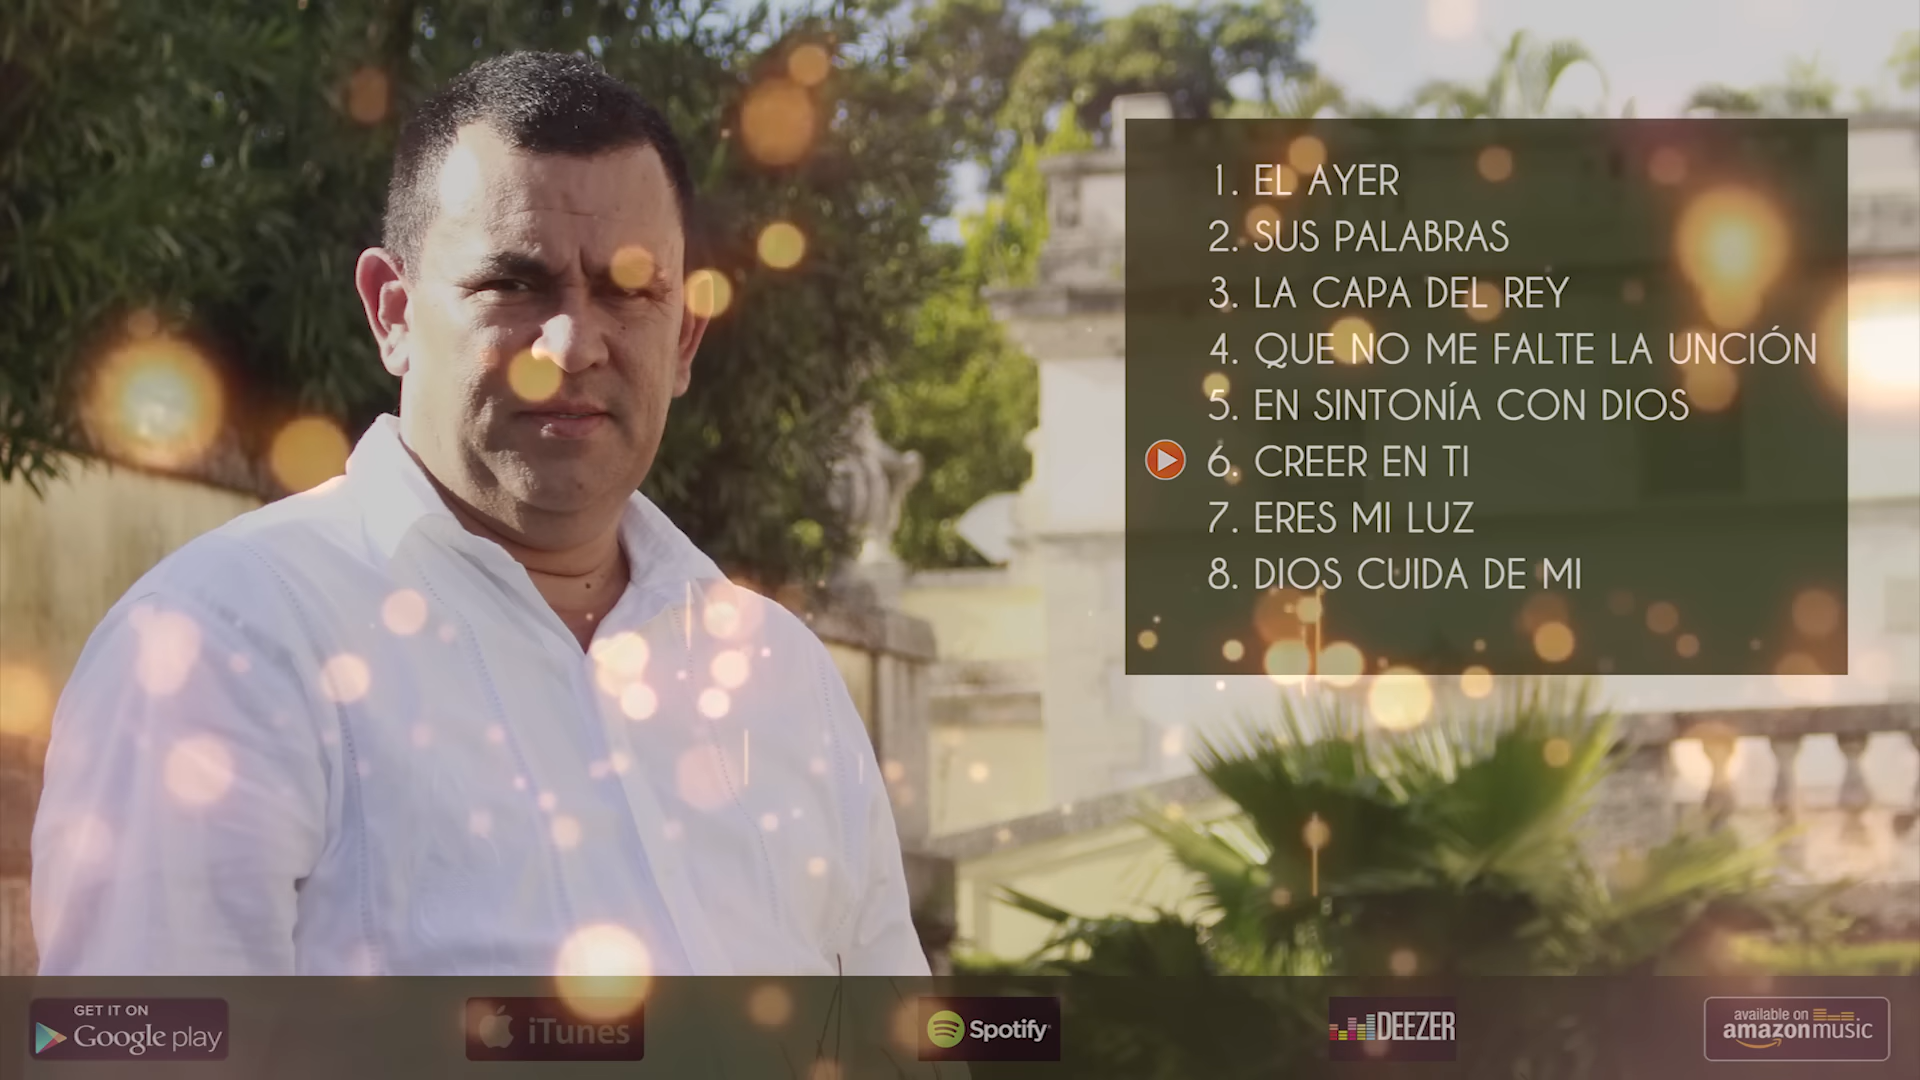 1. EL AYER
2. SUS PALABRAS
3. LA CAPA DEL REY
4. QUE NO ME FALTE LA UNCIÓN
5. EN SINTONÍA CON DIOS
6. CREER EN TI
7. ERES MI LUZ
8. DIOS CUIDA DE MI
GET IT ON
Google play
iTunes
Spotify
DEEZER
available on
amazon music